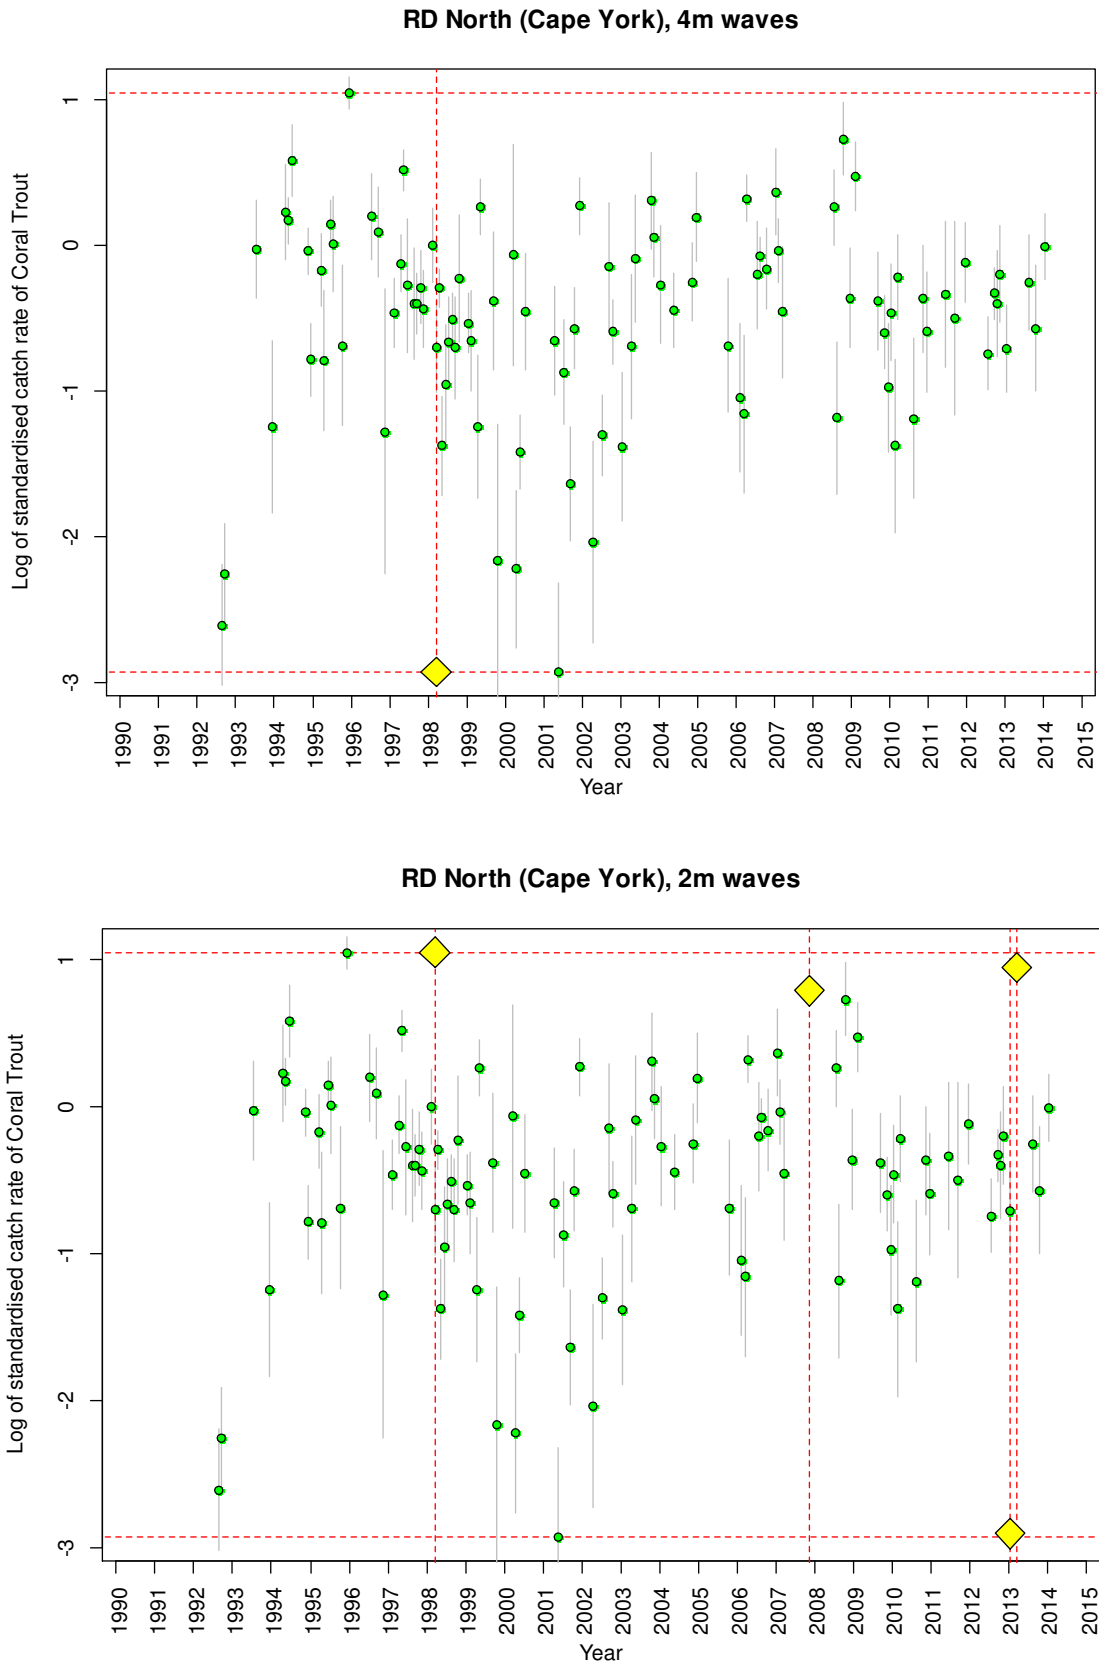 RD North (Cape York), 4m waves
Log of standardised catch rate of Coral Trout
1
0
-1
-2
-3
1990 1991 1992 1993 1994 1995 1996 1997 1998 1999 2000 2001 2002 2003 2004 2005 2006 2007 2008 2009 2010 2011 2012 2013 2014 2015
Year
RD North (Cape York), 2m waves
Log of standardised catch rate of Coral Trout
1
0
-1
-2
-3
1990 1991 1992 1993 1994 1995 1996 1997 1998 1999 2000 2001 2002 2003 2004 2005 2006 2007 2008 2009 2010 2011 2012 2013 2014 2015
Year